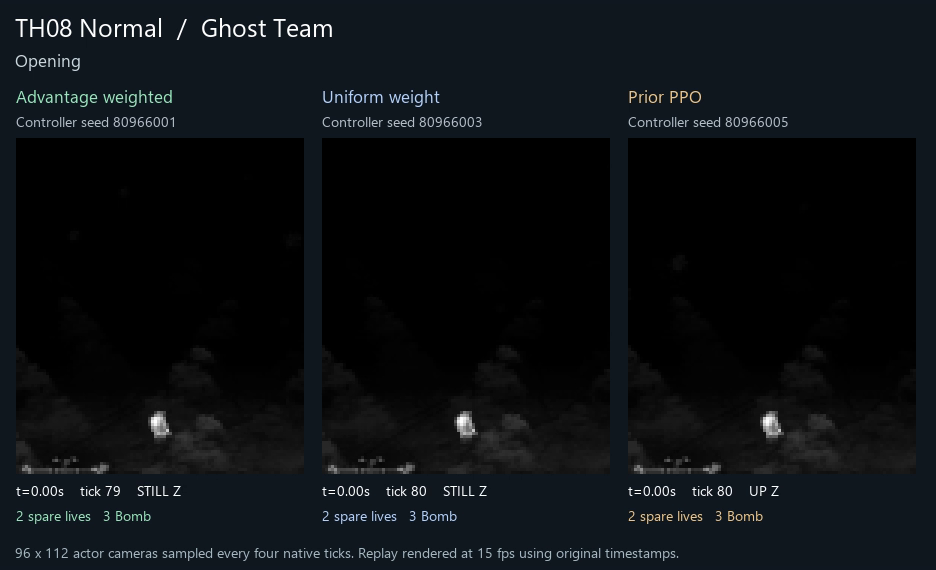 TH08 Normal / Ghost Team
Opening
Advantage weighted
Controller seed 80966001
t=0.00s tick 79 STILL Z
2 spare lives 3 Bomb
Uniform weight
Controller seed 80966003
t=0.00s tick 80 STILL Z
2 spare lives 3 Bomb
Prior PPO
Controller seed 80966005
t=0.00s tick 80 UP Z
2 spare lives 3 Bomb
96 x 112 actor cameras sampled every four native ticks. Replay rendered at 15 fps using original timestamps.